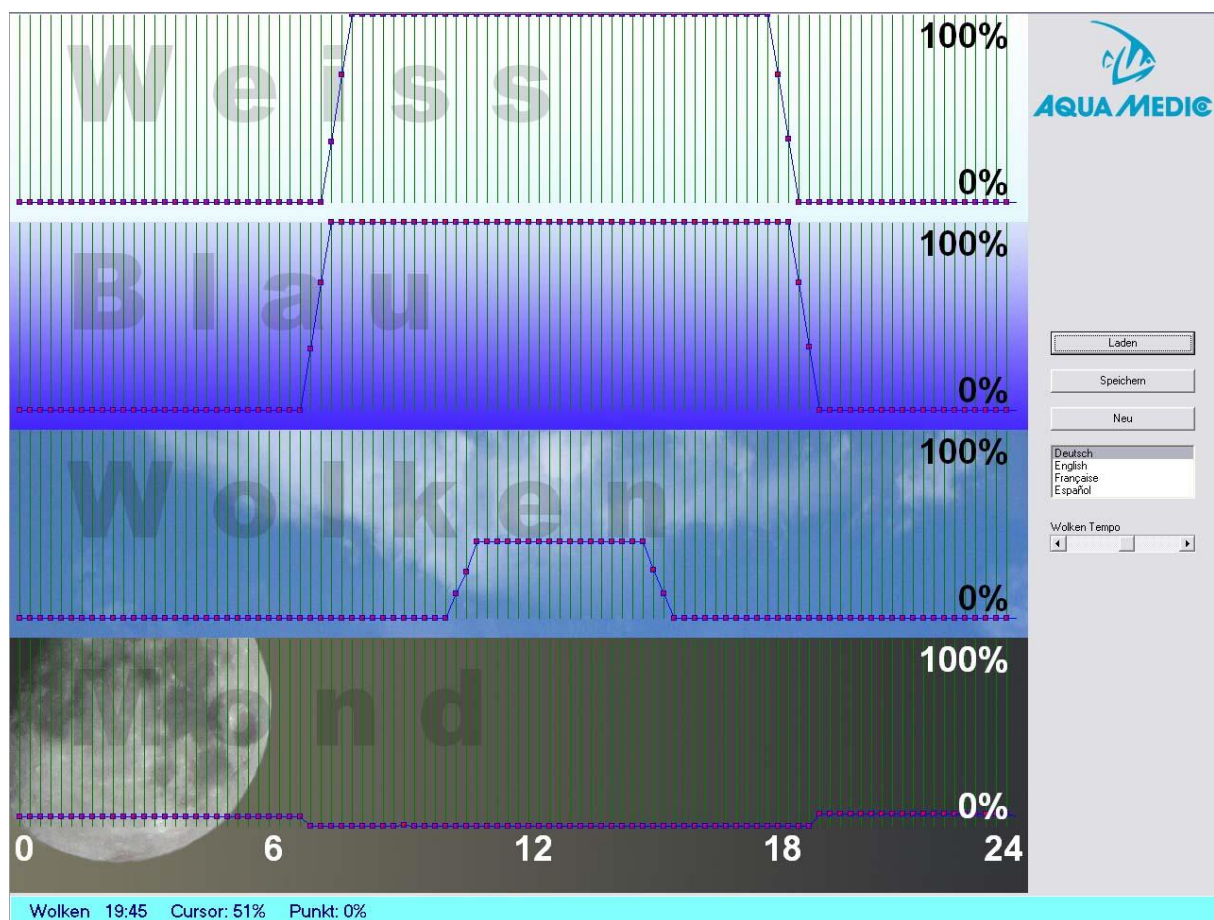 Weiss
100%
0%
AQUA MEDIC
Blau
100%
0%
Laden
Speichern
Neu
Deutsch
English
Française
Español
Wolken
100%
0%
Wolken Tempo
Mond
100%
0%
0 6 12 18 24
Wolken 19:45 Cursor: 51% Punkt: 0%